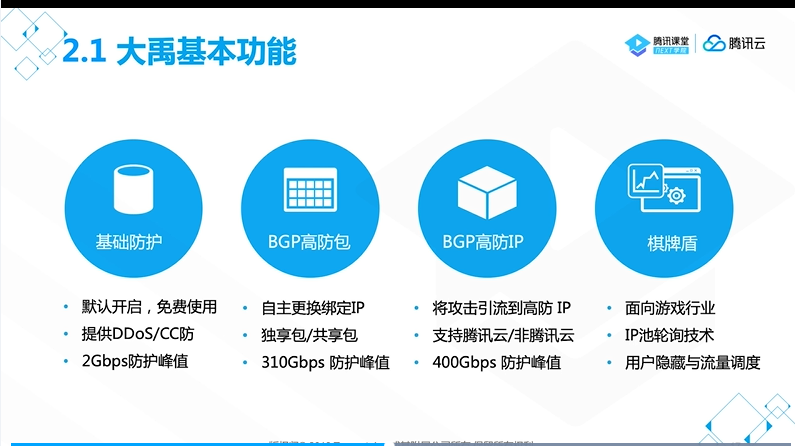 2.1 大禹基本功能
腾讯课堂
NEXT学院
腾讯云
基础防护
BGP高防包
BGP高防IP
棋牌盾
• 默认开启，免费使用
• 提供DDoS/CC防
• 2Gbps防护峰值
• 自主更换绑定IP
• 独享包/共享包
• 310Gbps 防护峰值
• 将攻击引流到高防 IP
• 支持腾讯云/非腾讯云
• 400Gbps 防护峰值
• 面向游戏行业
• IP池轮询技术
• 用户隐藏与流量调度